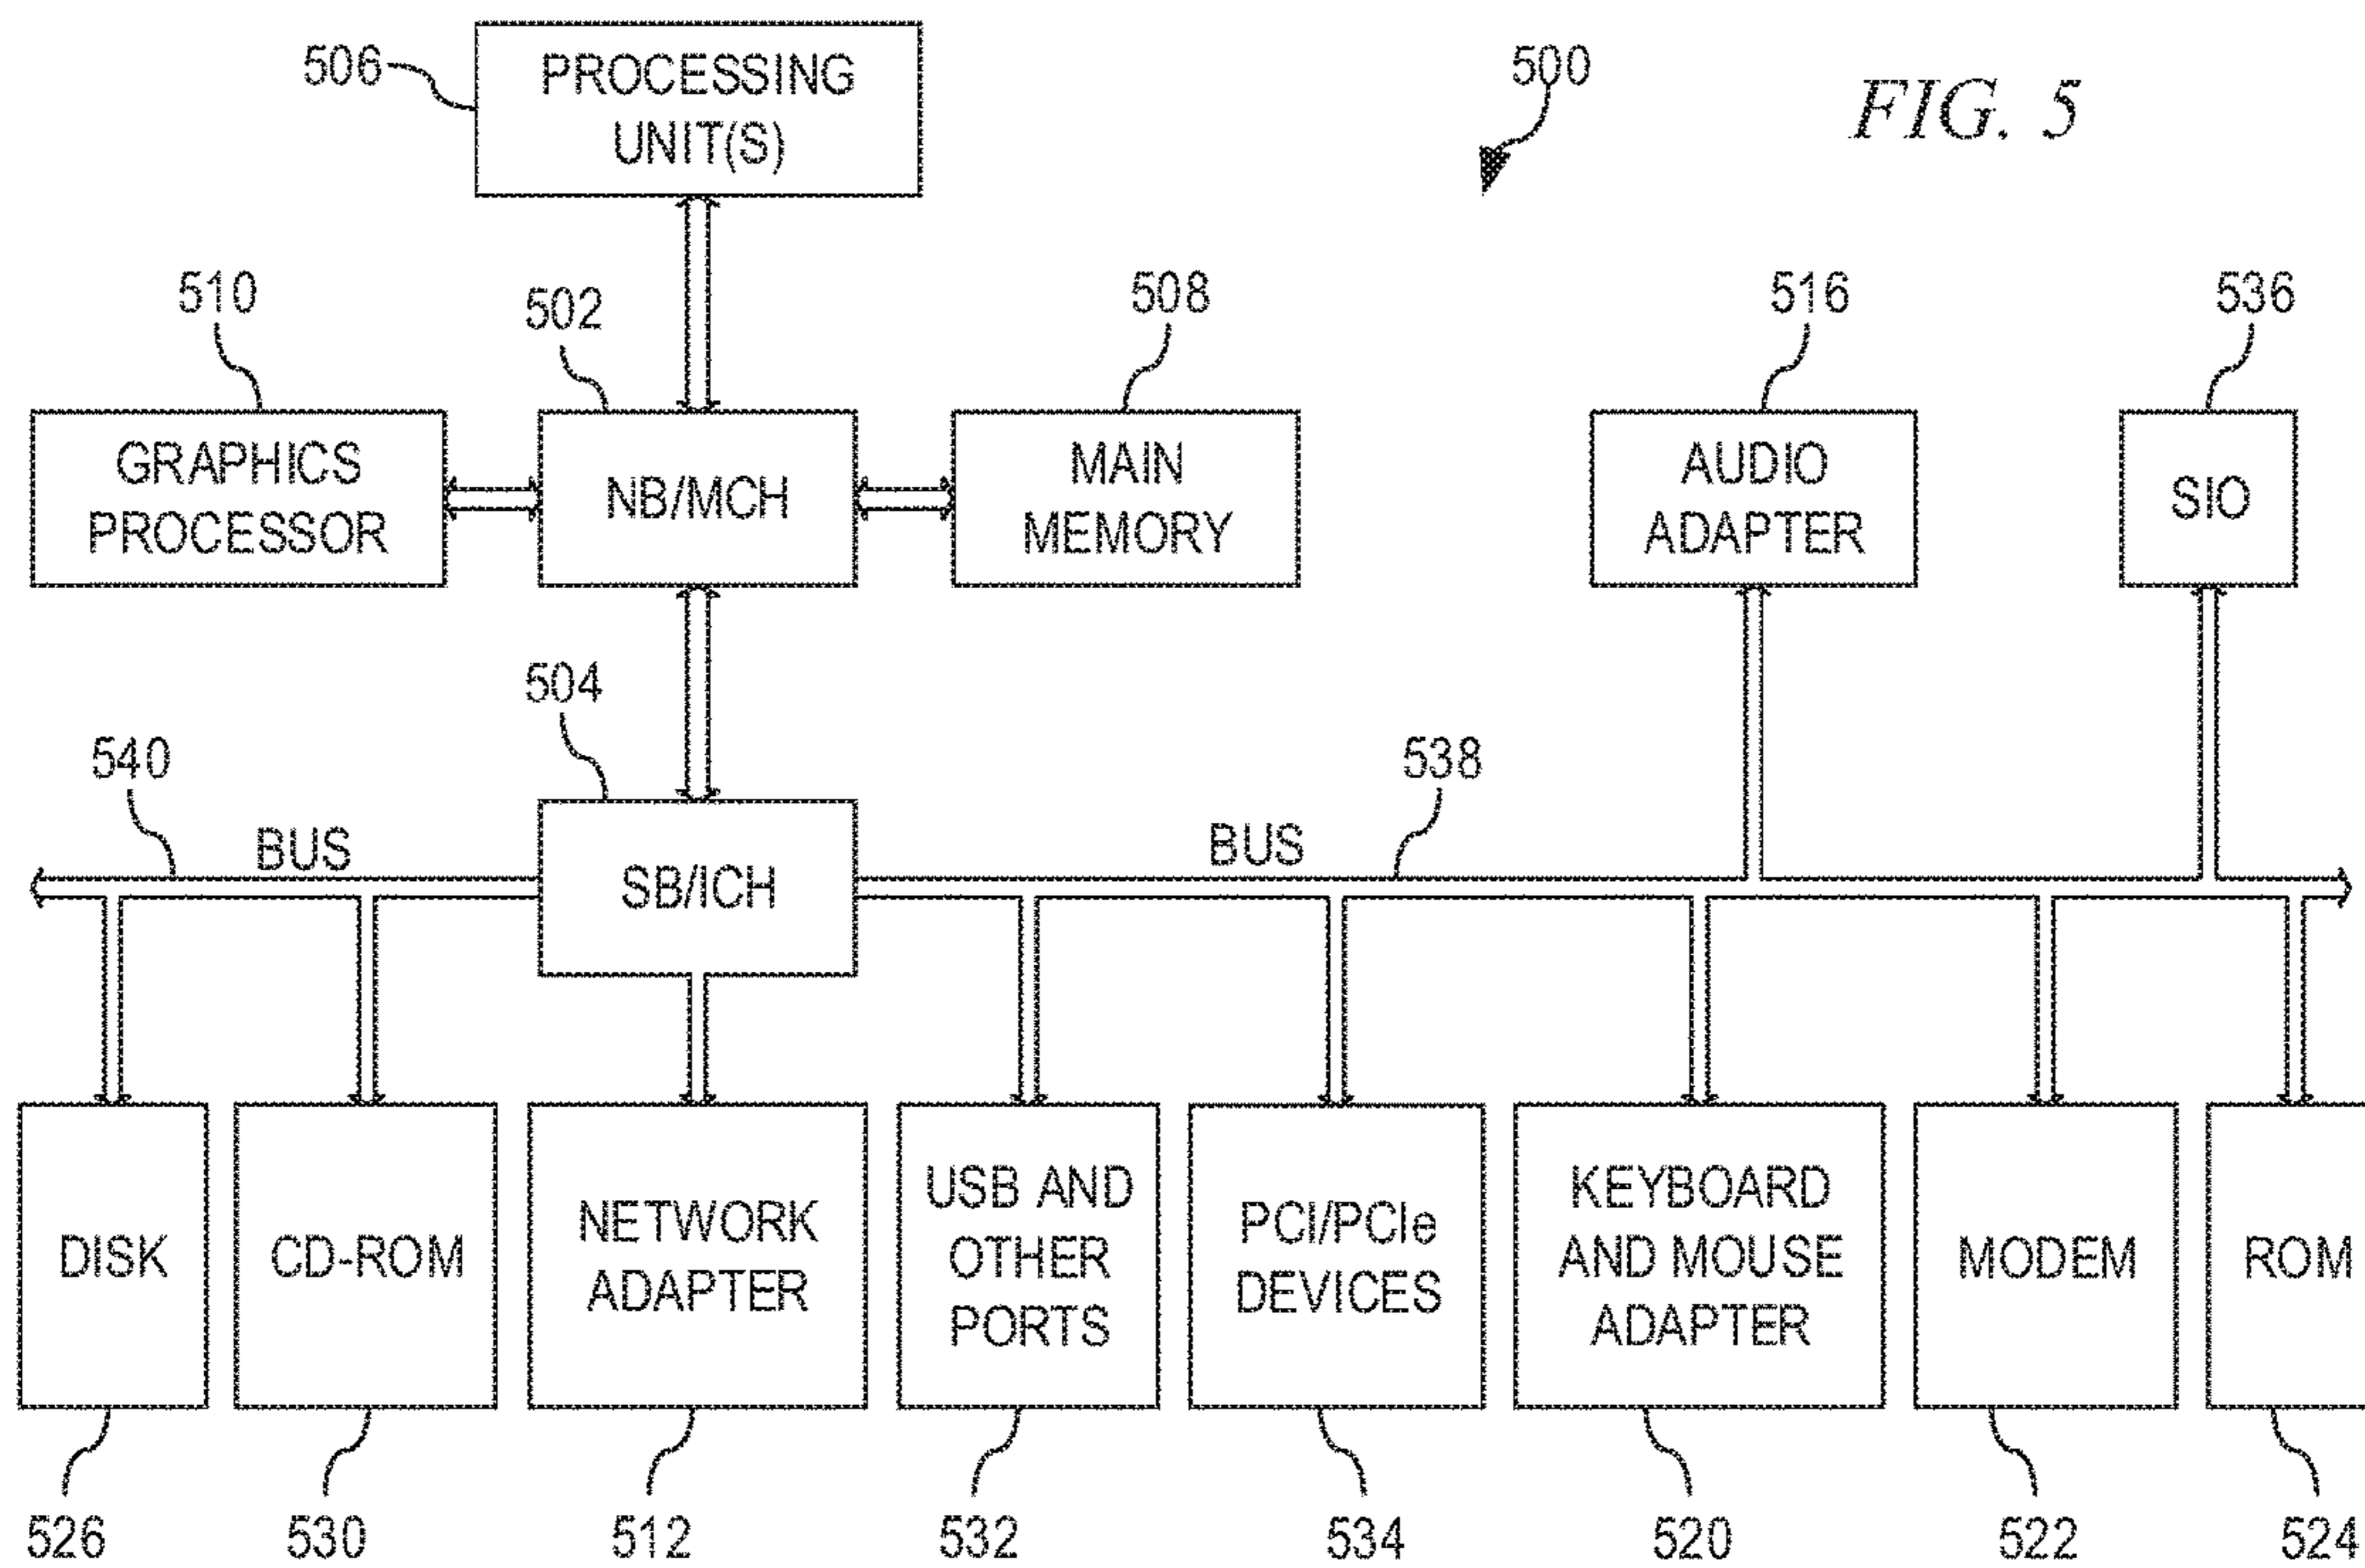 506
PROCESSING
UNIT(S)
500
FIG. 5
510
502
508
516
536
GRAPHICS
PROCESSOR
NB/MCH
MAIN
MEMORY
AUDIO
ADAPTER
SIO
504
540
538
BUS
SB/ICH
BUS
DISK
CD-ROM
NETWORK
ADAPTER
USB AND
OTHER
PORTS
PCI/PCIe
DEVICES
KEYBOARD
AND MOUSE
ADAPTER
MODEM
ROM
526
530
512
532
534
520
522
524